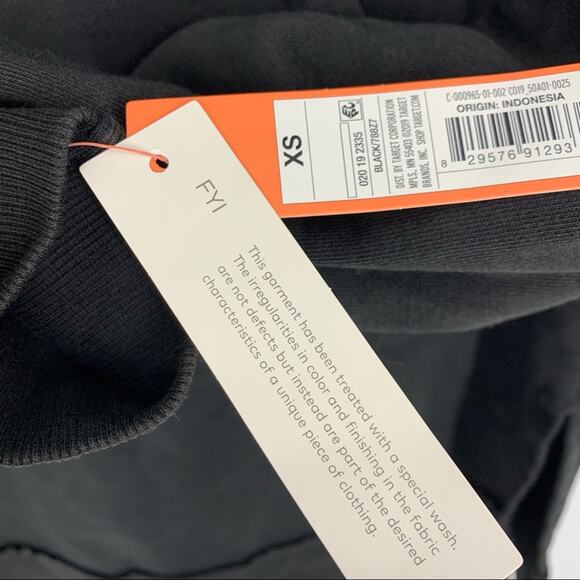 C-000965-01-002 C019_50A01-0025
ORIGIN: INDONESIA
XS
020 19 2335
BLACK/788Z7
DIST. BY TARGET CORPORATION
MPLS., MN 55403 ©2019 TARGET
BRANDS, INC. SHOP TARGET.COM
8 29576 91293
FYI
This garment has been treated with a special wash.
The irregularities in color and finishing in the fabric
are not defects but instead are part of the desired
characteristics of a unique piece of clothing.